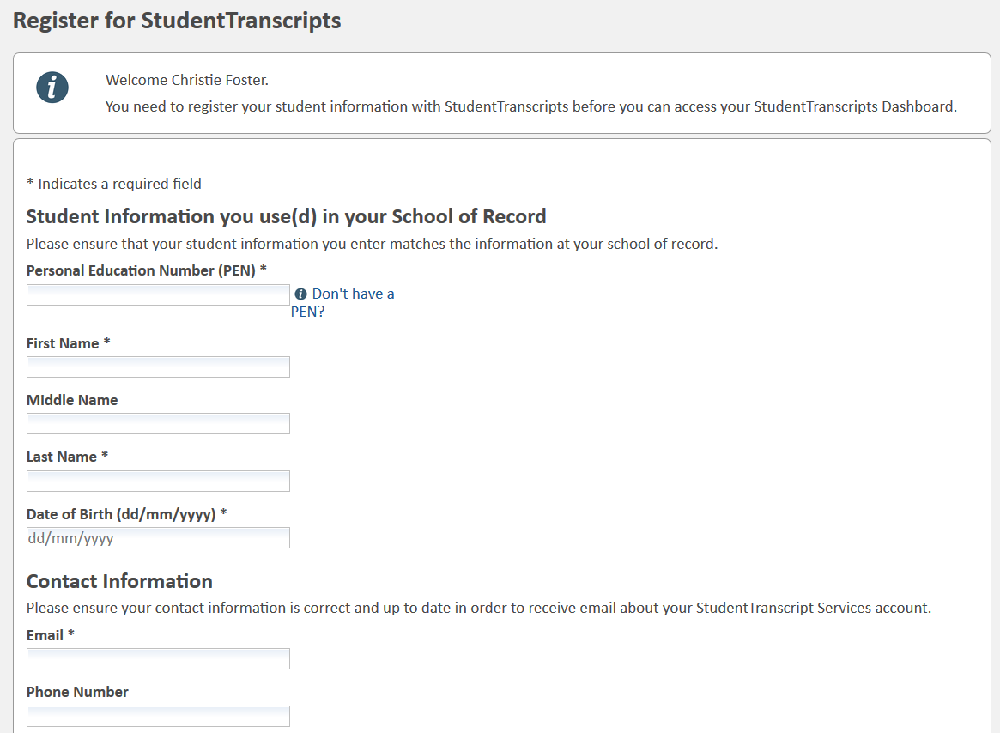 Register for StudentTranscripts
Welcome Christie Foster.
You need to register your student information with StudentTranscripts before you can access your StudentTranscripts Dashboard.
* Indicates a required field
Student Information you use(d) in your School of Record
Please ensure that your student information you enter matches the information at your school of record.
Personal Education Number (PEN) *
Don't have a
PEN?
First Name *
Middle Name
Last Name *
Date of Birth (dd/mm/yyyy) *
dd/mm/yyyy
Contact Information
Please ensure your contact information is correct and up to date in order to receive email about your StudentTranscript Services account.
Email *
Phone Number